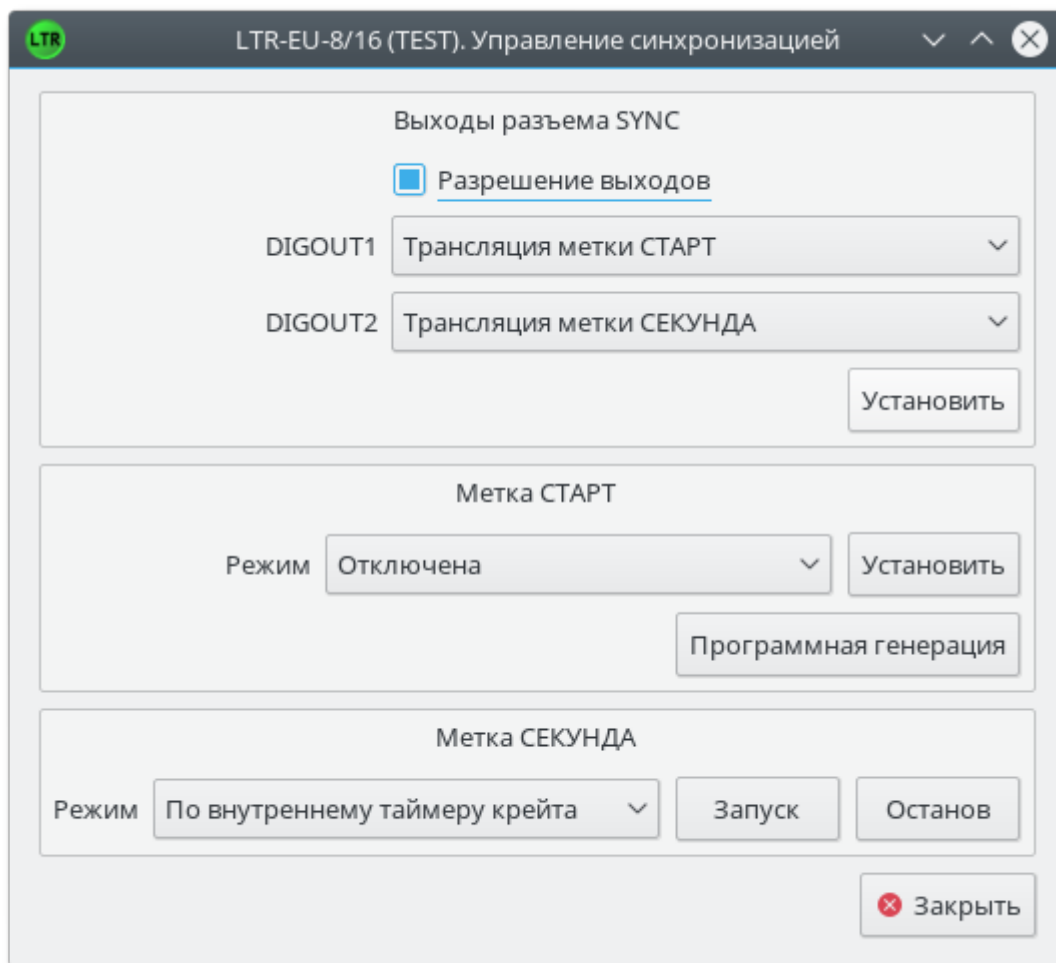 LTR
LTR-EU-8/16 (TEST). Управление синхронизацией
Выходы разъема SYNC
Разрешение выходов
DIGOUT1 Трансляция метки СТАРТ
DIGOUT2 Трансляция метки СЕКУНДА
Установить
Метка СТАРТ
Режим Отключена Установить
Программная генерация
Метка СЕКУНДА
Режим По внутреннему таймеру крейта Запуск Останов
Закрыть